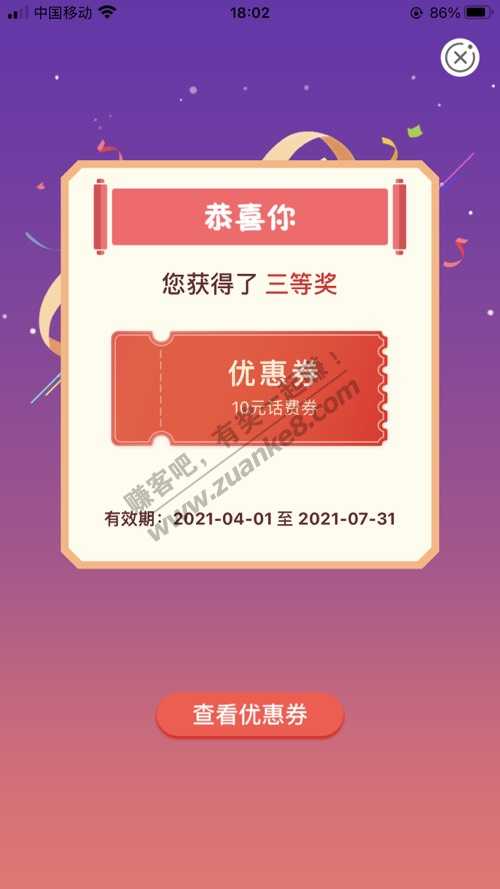 中国移动
18:02
86%
恭喜你
您获得了 三等奖
优惠券
10元话费券
赚客吧，有奖一起赚！
www.zuanke8.com
有效期：2021-04-01 至 2021-07-31
查看优惠券